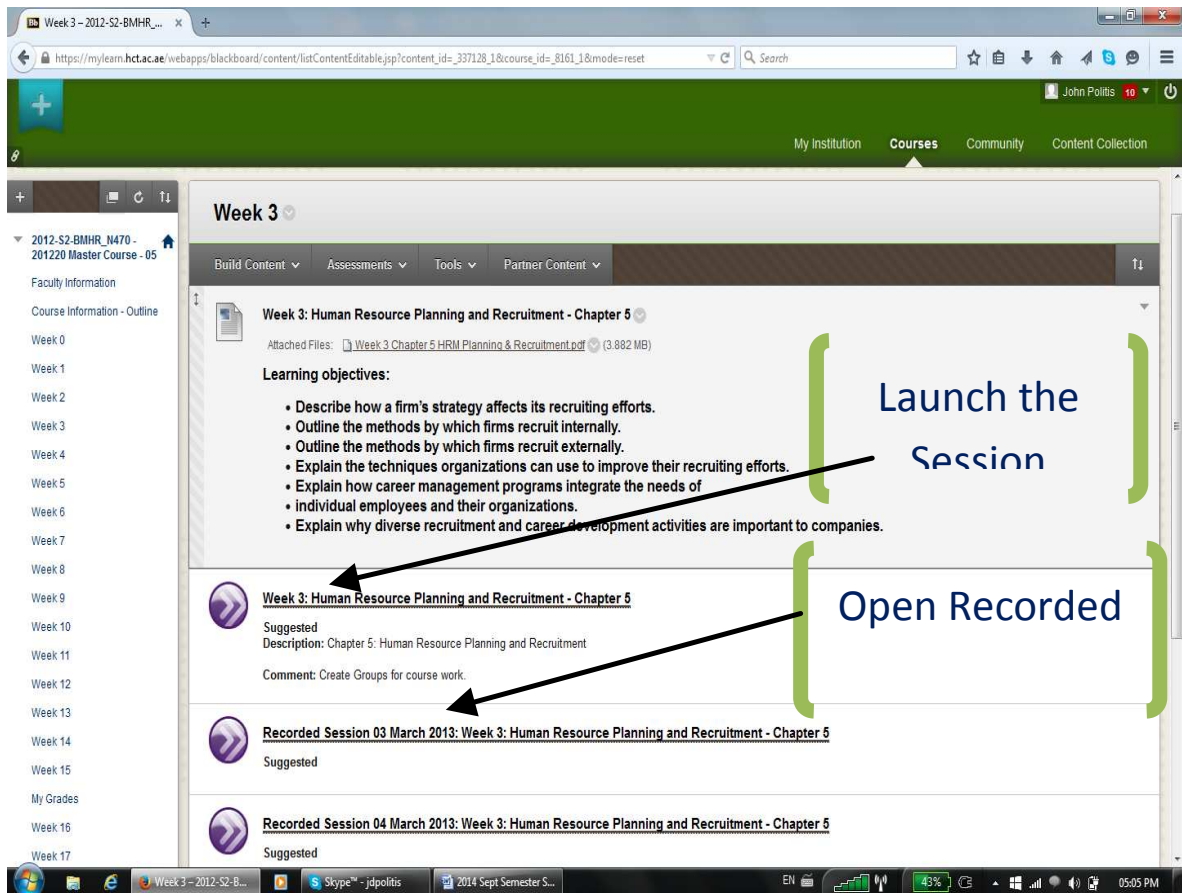 Week 3 – 2012-S2-BMHR_...
https://mylearn.hct.ac.ae/webapps/blackboard/content/listContentEditable.jsp?content_id=_337128_1&course_id=_8161_1&mode=reset
Search
John Politis 10
My Institution Courses Community Content Collection
Week 3
2012-S2-BMHR_N470 -
201220 Master Course - 05
Faculty Information
Course Information - Outline
Week 0
Week 1
Week 2
Week 3
Week 4
Week 5
Week 6
Week 7
Week 8
Week 9
Week 10
Week 11
Week 12
Week 13
Week 14
Week 15
My Grades
Week 16
Week 17
Build Content Assessments Tools Partner Content
Week 3: Human Resource Planning and Recruitment - Chapter 5
Attached Files: Week 3 Chapter 5 HRM Planning & Recruitment.pdf (3.882 MB)
Learning objectives:
• Describe how a firm's strategy affects its recruiting efforts.
• Outline the methods by which firms recruit internally.
• Outline the methods by which firms recruit externally.
• Explain the techniques organizations can use to improve their recruiting efforts.
• Explain how career management programs integrate the needs of
• individual employees and their organizations.
• Explain why diverse recruitment and career development activities are important to companies.
Launch the
Session
Week 3: Human Resource Planning and Recruitment - Chapter 5
Suggested
Description: Chapter 5: Human Resource Planning and Recruitment
Comment: Create Groups for course work.
Open Recorded
Recorded Session 03 March 2013: Week 3: Human Resource Planning and Recruitment - Chapter 5
Suggested
Recorded Session 04 March 2013: Week 3: Human Resource Planning and Recruitment - Chapter 5
Suggested
Week 3 – 2012-S2-B... Skype™ - jdpolitis 2014 Sept Semester S... EN 43% 05:05 PM